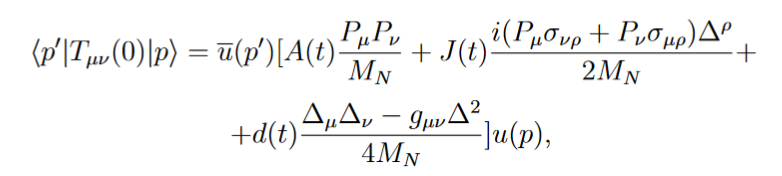 ⟨p′|T_{μν}(0)|p⟩ = \overline{u}(p′)[A(t) \frac{P_μ P_ν}{M_N} + J(t) \frac{i(P_μ σ_{νρ} + P_ν σ_{μρ})Δ^ρ}{2M_N} +
+d(t) \frac{Δ_μ Δ_ν − g_{μν} Δ^2}{4M_N}]u(p),